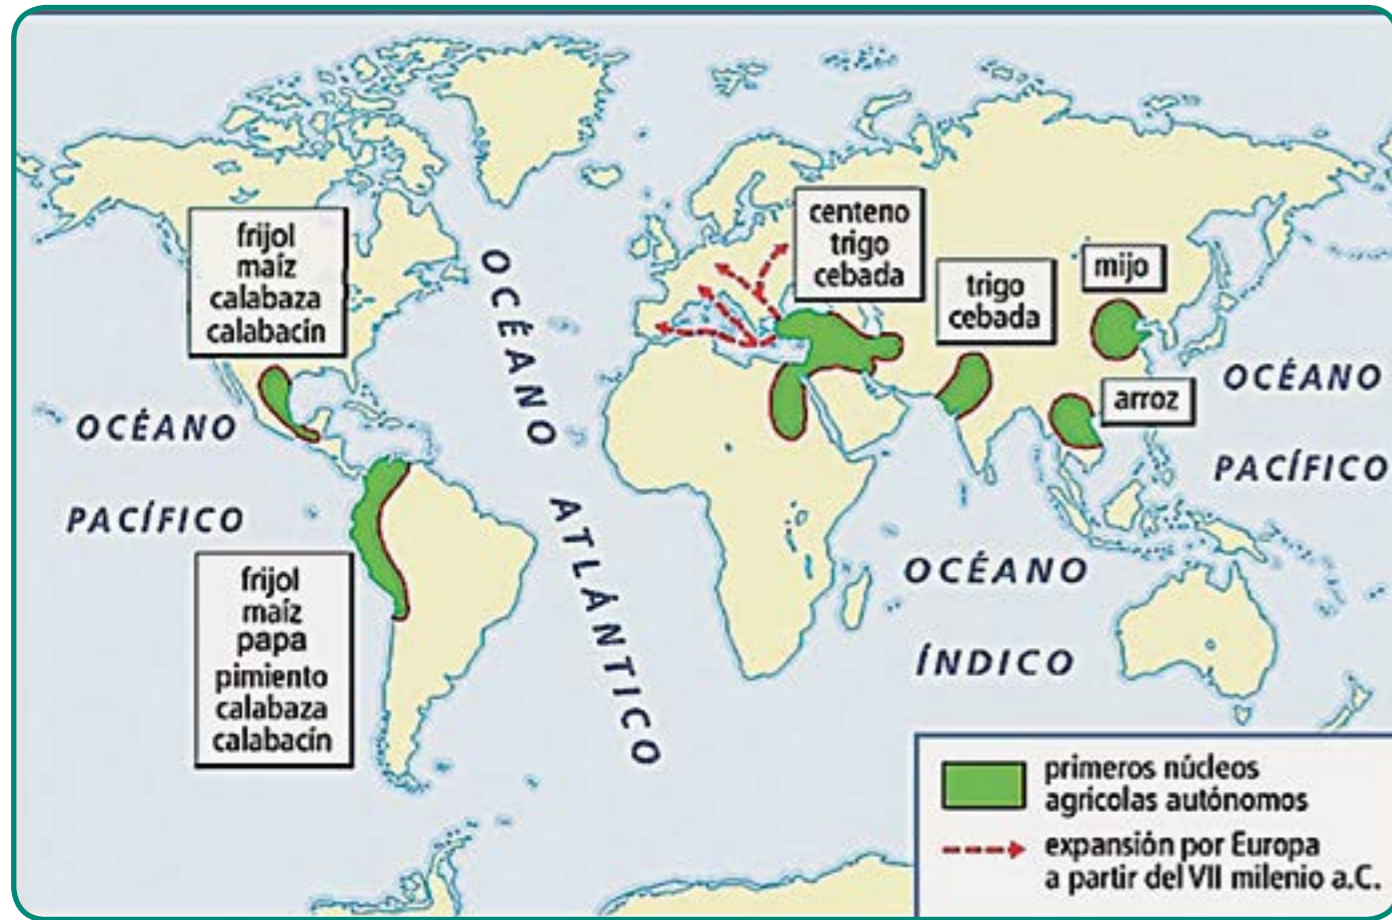 frijol
maíz
calabaza
calabacín
OCÉANO
PACÍFICO
frijol
maíz
papa
pimiento
calabaza
calabacín
OCÉANO ATLÁNTICO
centeno
trigo
cebada
trigo
cebada
mijo
arroz
OCÉANO
PACÍFICO
OCÉANO
ÍNDICO
primeros núcleos
agrícolas autónomos
expansión por Europa
a partir del VII milenio a.C.